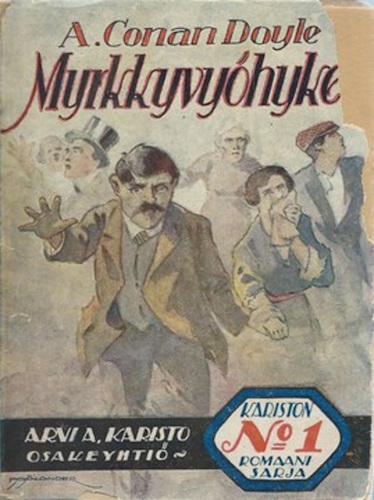 A. Conan Doyle
Myrkkyvyöhyke
ARVI A. KARISTO
OSAKEYHTIÖ~
KARISTON
No 1
ROMAANI
SARJA